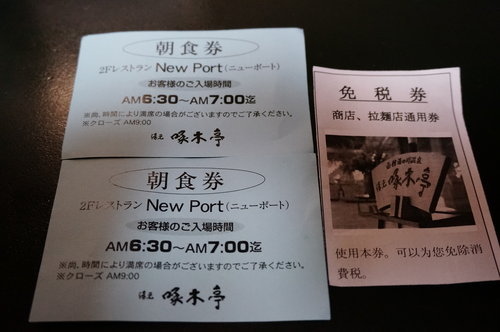 朝食券
2Fレストラン New Port(ニューポート)
お客様のご入場時間
AM6:30~AM7:00迄
※尚、時間により満席の場合がございますのでご了承ください。
※クローズ AM9:00
湯元 啄木亭
朝食券
2Fレストラン New Port(ニューポート)
お客様のご入場時間
AM6:30~AM7:00迄
※尚、時間により満席の場合がございますのでご了承ください。
※クローズ AM9:00
湯元 啄木亭
免税券
商店、拉麺店通用券
湯元 啄木亭
使用本券。可以为您免除消
费税。